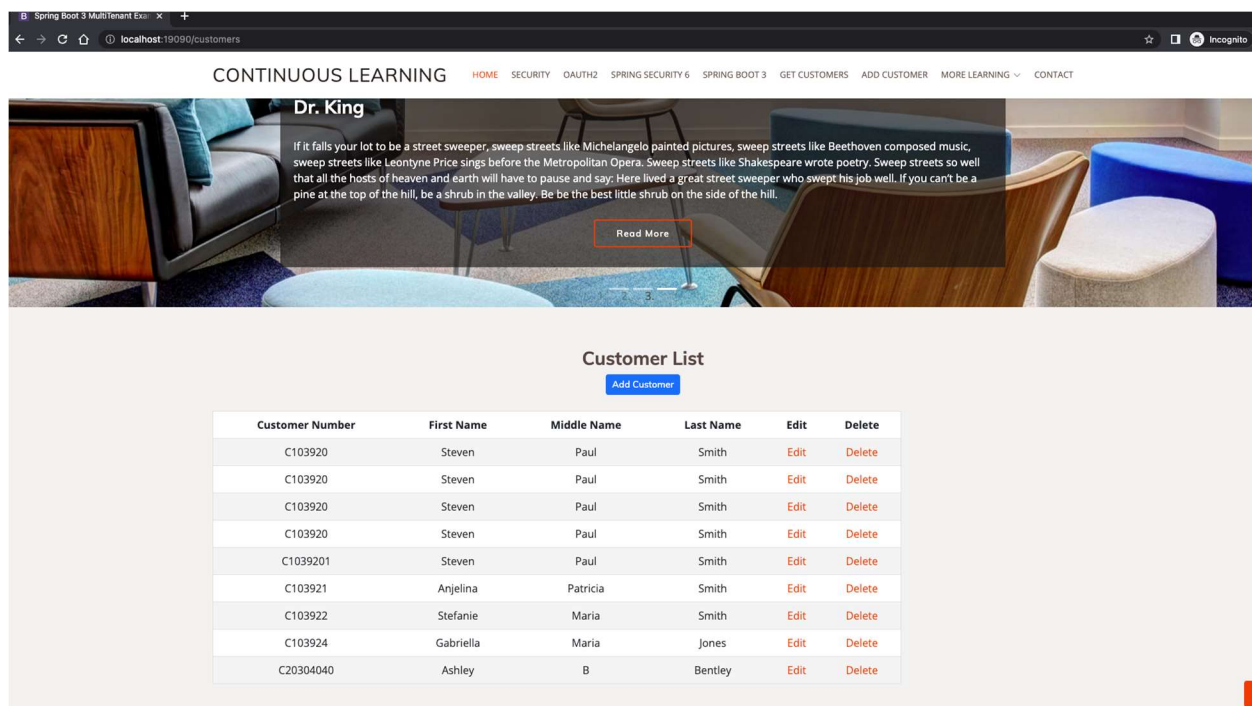 Spring Boot 3 MultiTenant Exa
localhost:19090/customers
Incognito
CONTINUOUS LEARNING HOME SECURITY OAUTH2 SPRING SECURITY 6 SPRING BOOT 3 GET CUSTOMERS ADD CUSTOMER MORE LEARNING CONTACT
Dr. King
If it falls your lot to be a street sweeper, sweep streets like Michelangelo painted pictures, sweep streets like Beethoven composed music,
sweep streets like Leontyne Price sings before the Metropolitan Opera. Sweep streets like Shakespeare wrote poetry. Sweep streets so well
that all the hosts of heaven and earth will have to pause and say: Here lived a great street sweeper who swept his job well. If you can't be a
pine at the top of the hill, be a shrub in the valley. Be be the best little shrub on the side of the hill.
Read More
1. 2. 3.
Customer List
Add Customer
Customer Number First Name Middle Name Last Name Edit Delete
C103920 Steven Paul Smith Edit Delete
C103920 Steven Paul Smith Edit Delete
C103920 Steven Paul Smith Edit Delete
C103920 Steven Paul Smith Edit Delete
C1039201 Steven Paul Smith Edit Delete
C103921 Anjelina Patricia Smith Edit Delete
C103922 Stefanie Maria Smith Edit Delete
C103924 Gabriella Maria Jones Edit Delete
C20304040 Ashley B Bentley Edit Delete